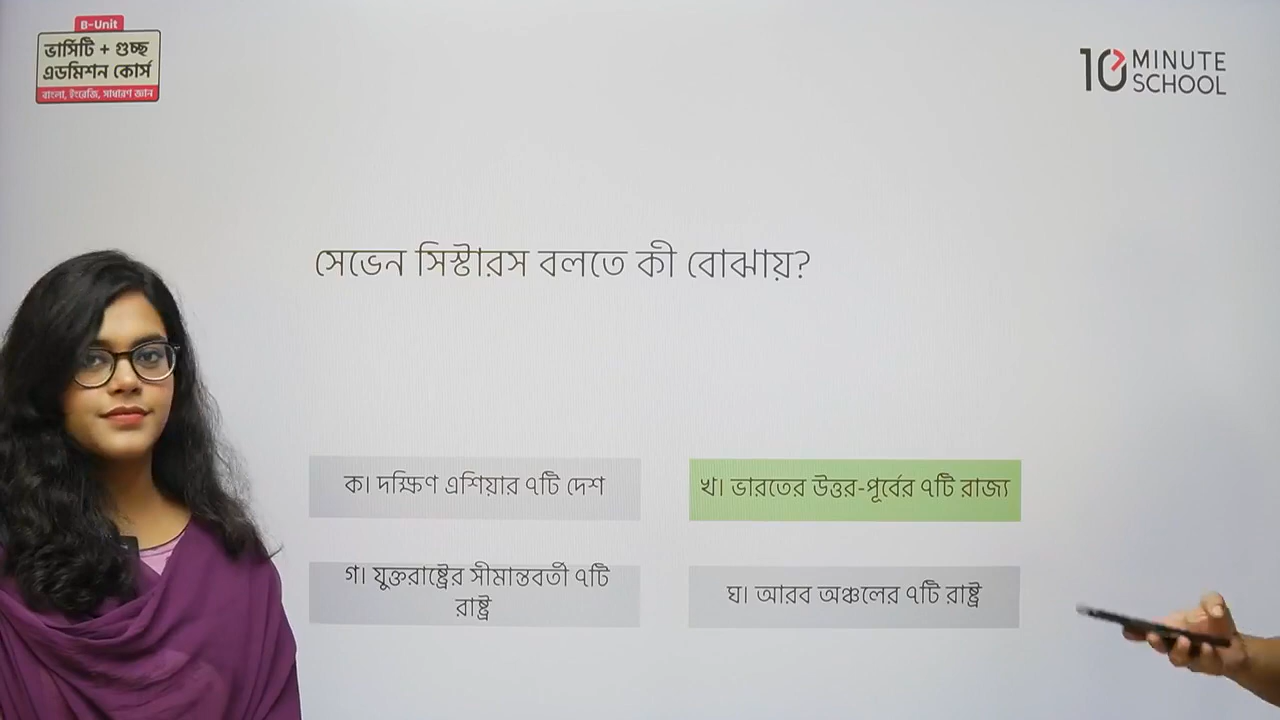 B-Unit
ভার্সিটি + গুচ্ছ
এডমিশন কোর্স
বাংলা, ইংরেজি, সাধারণ জ্ঞান
10 MINUTE
SCHOOL
সেভেন সিস্টারস বলতে কী বোঝায়?
ক। দক্ষিণ এশিয়ার ৭টি দেশ
খ। ভারতের উত্তর-পূর্বের ৭টি রাজ্য
গ। যুক্তরাষ্ট্রের সীমান্তবর্তী ৭টি
রাষ্ট্র
ঘ। আরব অঞ্চলের ৭টি রাষ্ট্র